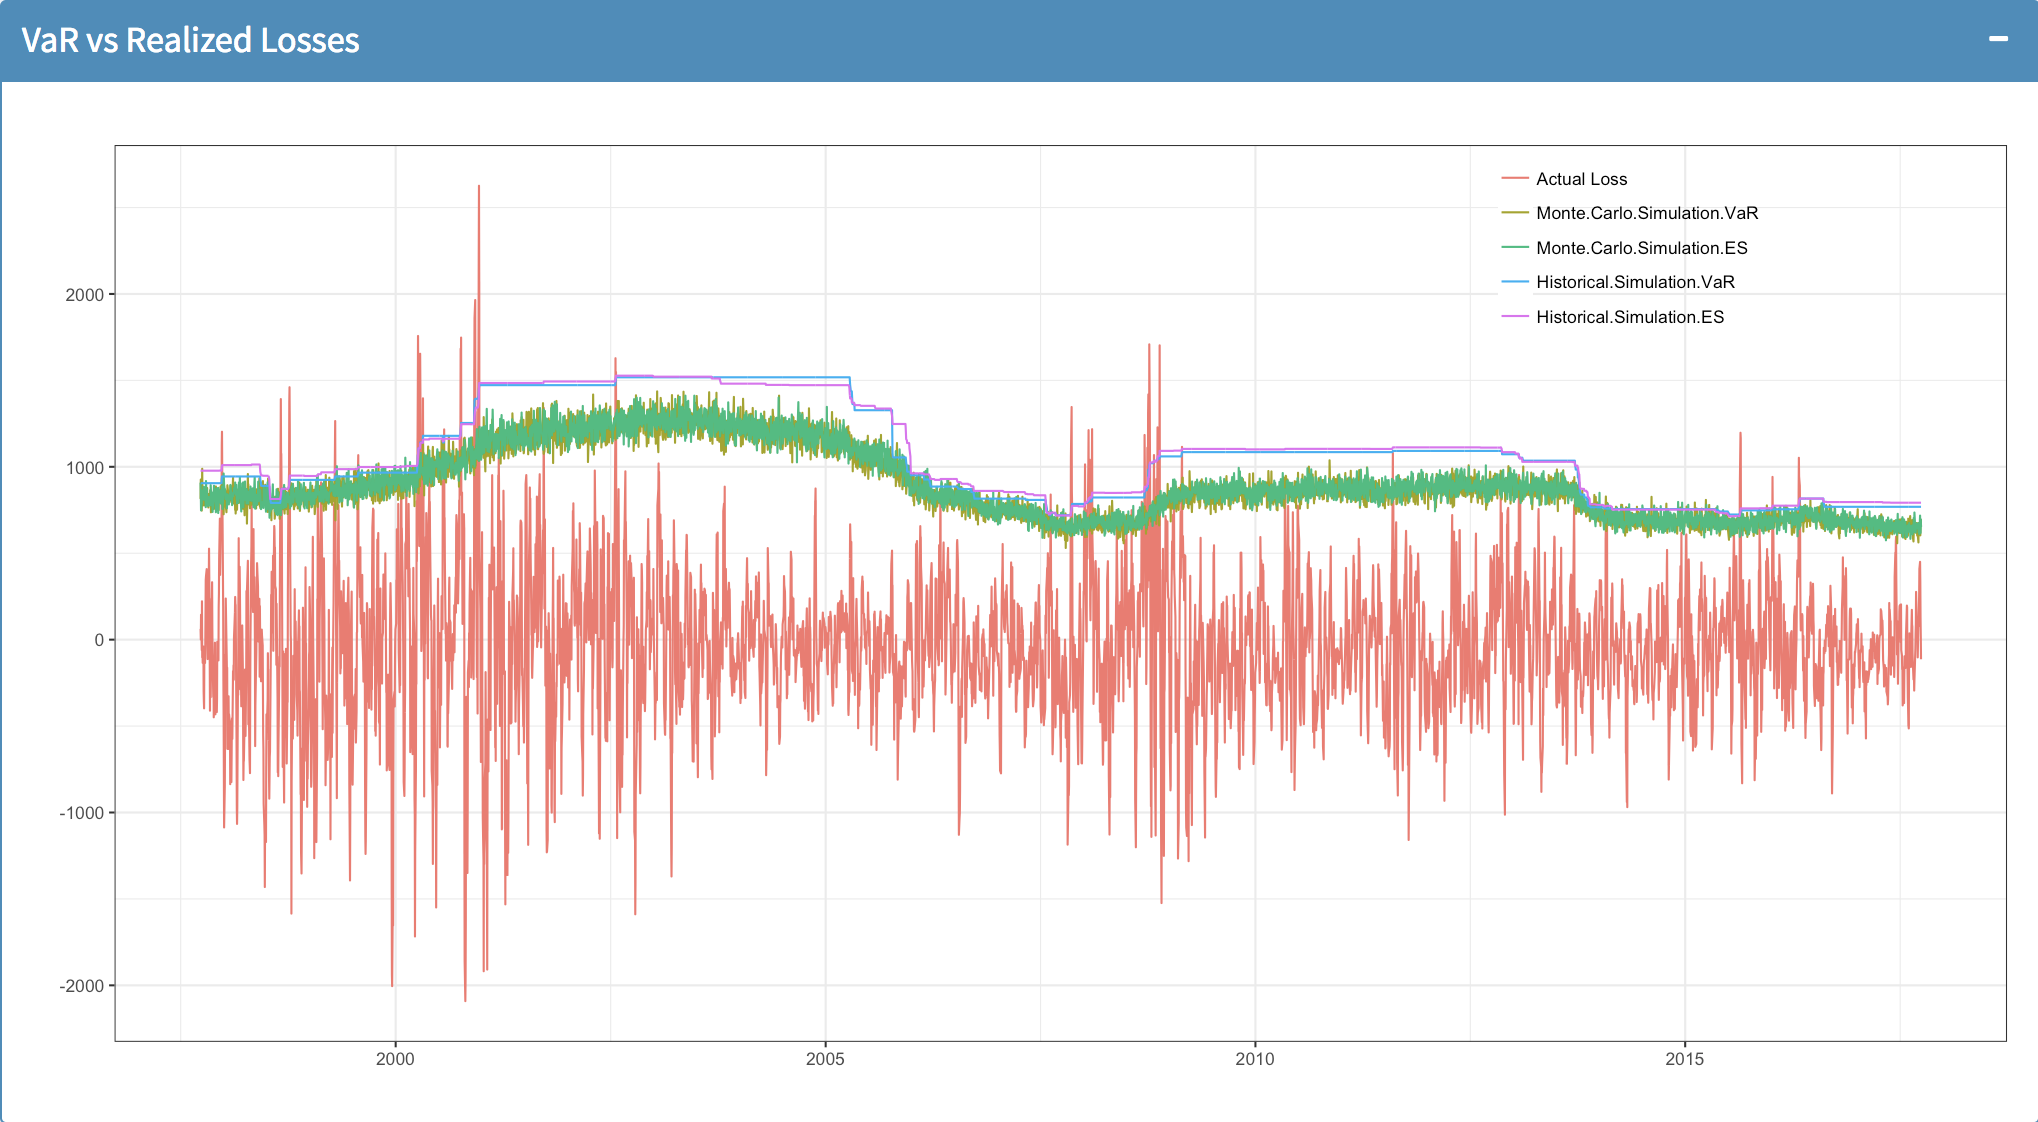 VaR vs Realized Losses
Actual Loss
Monte.Carlo.Simulation.VaR
Monte.Carlo.Simulation.ES
Historical.Simulation.VaR
Historical.Simulation.ES
2000
1000
0
-1000
-2000
2000 2005 2010 2015